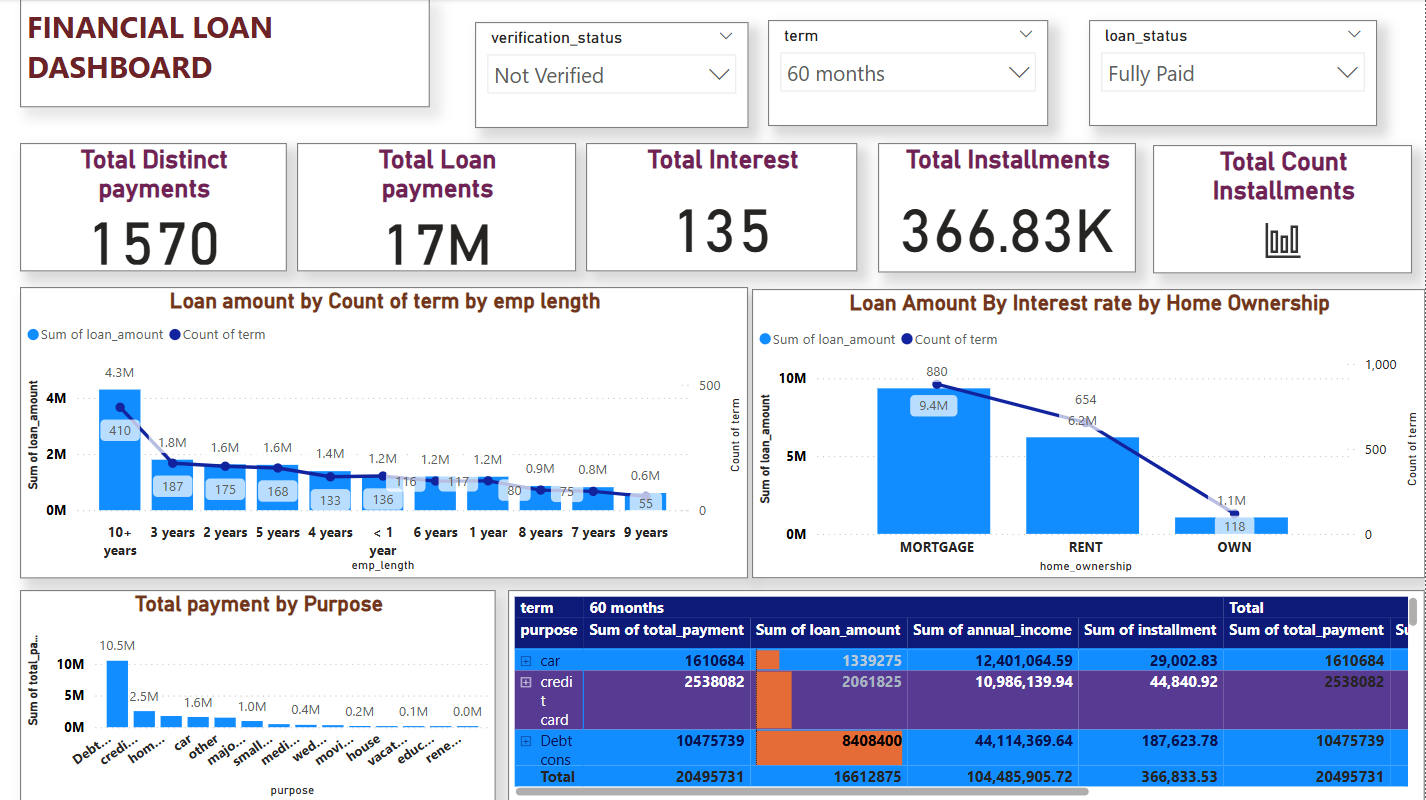 FINANCIAL LOAN
DASHBOARD
verification_status
Not Verified
term
60 months
loan_status
Fully Paid
Total Distinct
payments
1570
Total Loan
payments
17M
Total Interest
135
Total Installments
366.83K
Total Count
Installments
Loan amount by Count of term by emp length
Sum of loan_amount Count of term
Sum of loan_amount
4M
2M
0M
4.3M
1.8M
1.6M
1.6M
1.4M
1.2M
1.2M
1.2M
0.9M
0.8M
0.6M
410
187
175
168
133
136
116
117
80
75
55
500
0
Count of term
10+
years
3 years
2 years
5 years
4 years
< 1
year
6 years
1 year
8 years
7 years
9 years
emp_length
Loan Amount By Interest rate by Home Ownership
Sum of loan_amount Count of term
Sum of loan_amount
10M
5M
0M
880
9.4M
654
6.2M
1.1M
118
1,000
500
0
Count of term
MORTGAGE
RENT
OWN
home_ownership
Total payment by Purpose
Sum of total_pa...
10M
5M
0M
10.5M
2.5M
1.6M
1.0M
0.4M
0.2M
0.1M
0.0M
Debt...
credi...
hom...
car
other
majo...
small...
medi...
wed...
movi...
house
vacat...
educ...
rene...
purpose
term 60 months Total
purpose Sum of total_payment Sum of loan_amount Sum of annual_income Sum of installment Sum of total_payment Su
car 1610684 1339275 12,401,064.59 29,002.83 1610684
credi 2538082 2061825 10,986,139.94 44,840.92 2538082
t
card
Debt 10475739 8408400 44,114,369.64 187,623.78 10475739
cons
Total 20495731 16612875 104,485,905.72 366,833.53 20495731